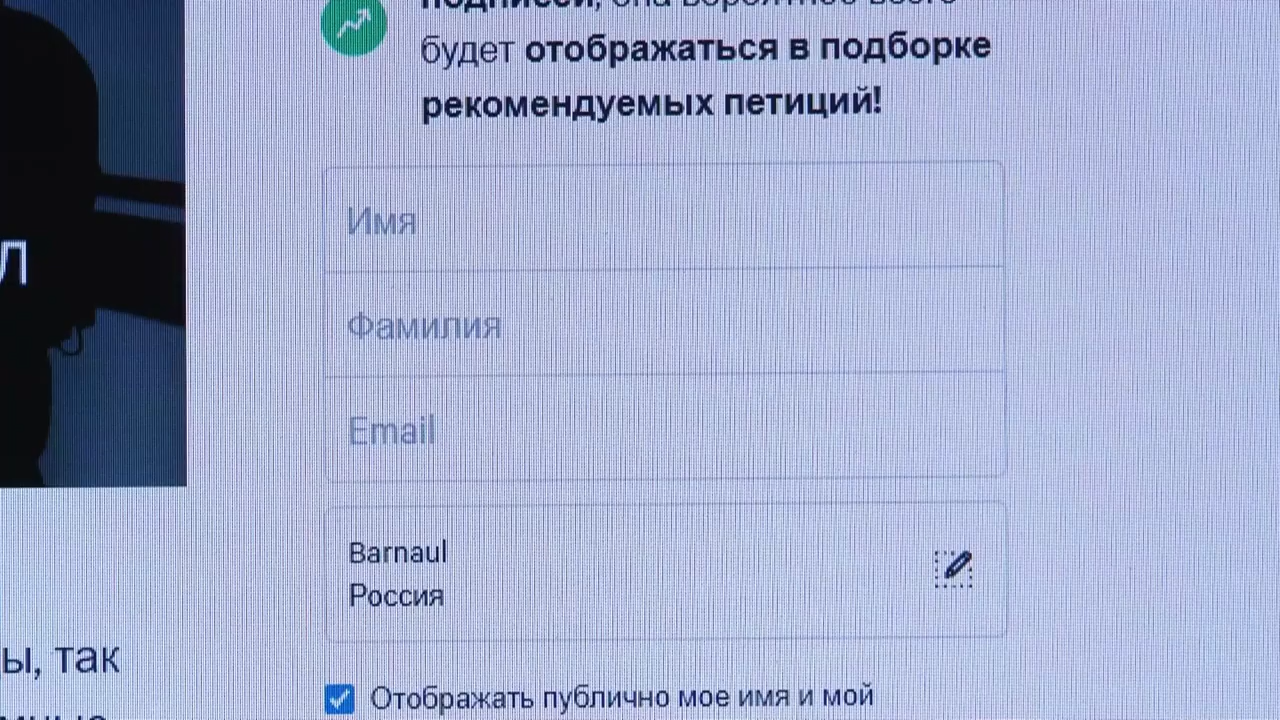 будет отображаться в подборке
рекомендуемых петиций!
Имя
Фамилия
Email
Barnaul
Россия
Отображать публично мое имя и мой
л
ы, так